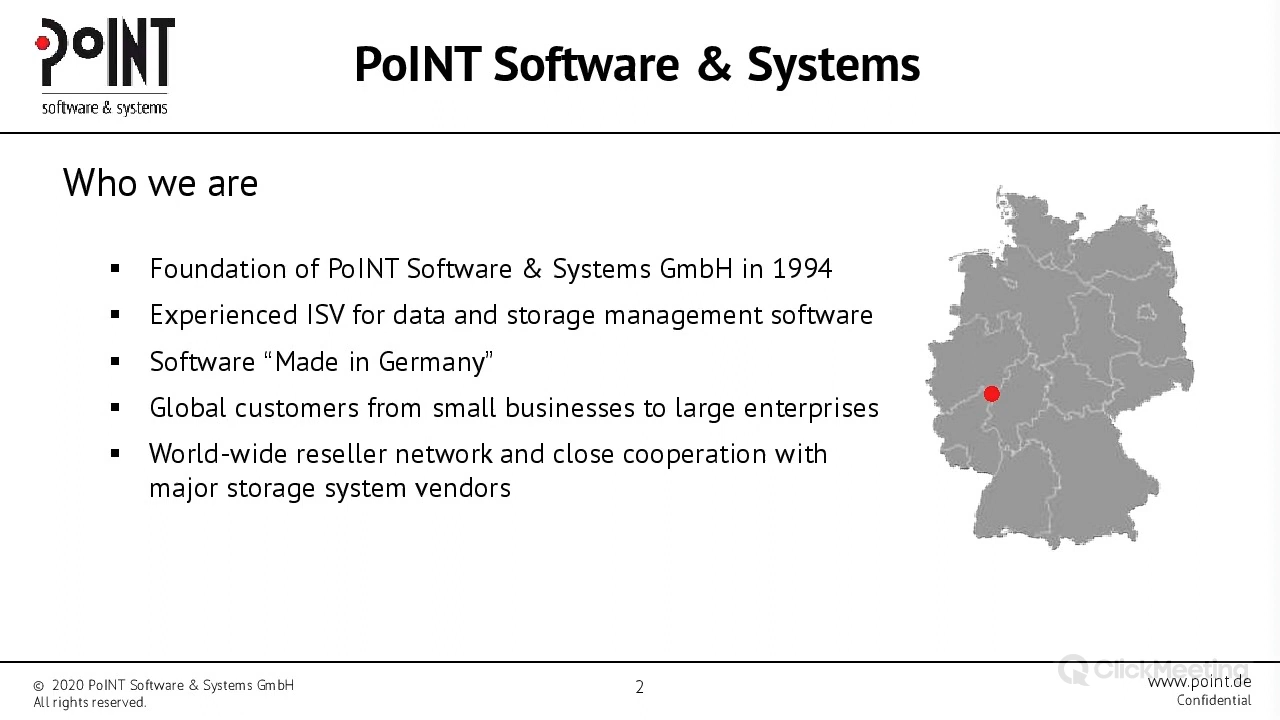 PoINT
software & systems
PoINT Software & Systems
Who we are
▪ Foundation of PoINT Software & Systems GmbH in 1994
▪ Experienced ISV for data and storage management software
▪ Software “Made in Germany”
▪ Global customers from small businesses to large enterprises
▪ World-wide reseller network and close cooperation with
major storage system vendors
ClickMeeting
© 2020 PoINT Software & Systems GmbH
All rights reserved.
2
www.point.de
Confidential